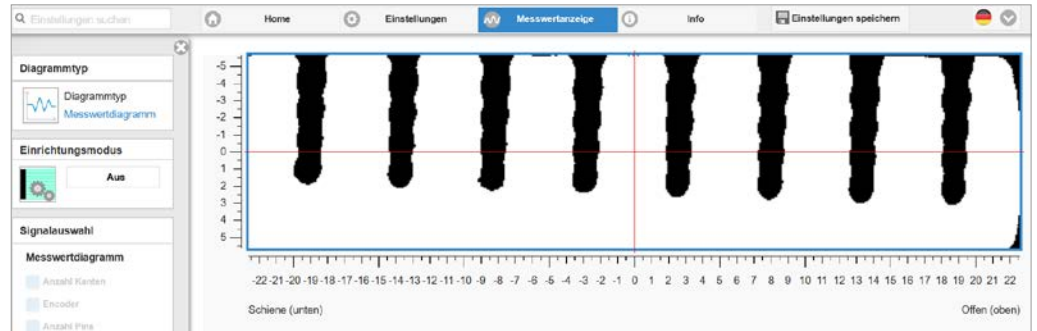 Einstellungen suchen
Home
Einstellungen
Messwertanzeige
Info
Einstellungen speichern
Diagrammtyp
Diagrammtyp
Messwertdiagramm
Einrichtungsmodus
Aus
Signalauswahl
Messwertdiagramm
Anzahl Kanten
Encoder
Anzahl Pins
-5
-4
-3
-2
-1
0
1
2
3
4
5
-22 -21 -20 -19 -18 -17 -16 -15 -14 -13 -12 -11 -10 -9 -8 -7 -6 -5 -4 -3 -2 -1 0 1 2 3 4 5 6 7 8 9 10 11 12 13 14 15 16 17 18 19 20 21 22
Schiene (unten)
Offen (oben)